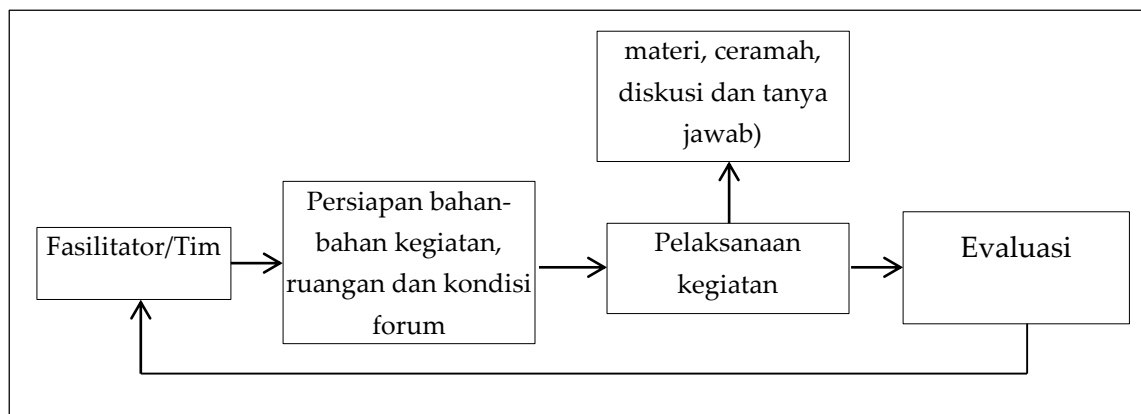 materi, ceramah,
diskusi dan tanya
jawab)
Fasilitator/Tim
Persiapan bahan-
bahan kegiatan,
ruangan dan kondisi
forum
Pelaksanaan
kegiatan
Evaluasi